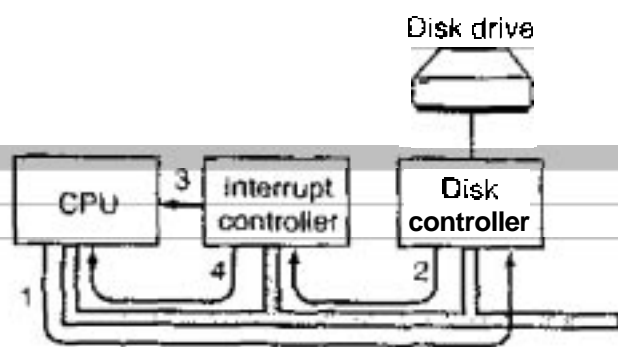 Disk drive
CPU
3
interrupt
controller
Disk
controller
1
4
2